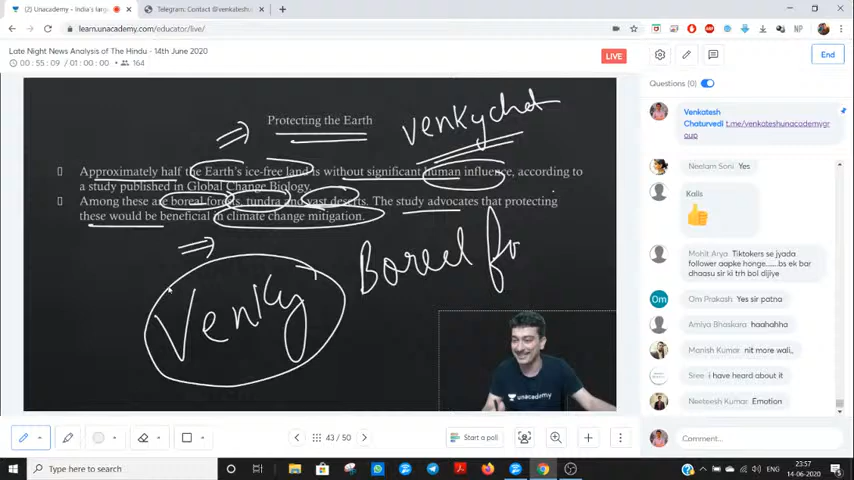 (1) Unacademy - India's larg
Telegram: Contact @venkateshu
learn.unacademy.com/educator/live/
Late Night News Analysis of The Hindu - 14th June 2020
00 : 55 : 09 / 01 : 00 : 00 • 164
LIVE
End
Questions (0)
Protecting the Earth
venkychat
Approximately half the Earth's ice-free land is without significant human influence, according to
a study published in Global Change Biology.
Among these are boreal forests, tundra and vast deserts. The study advocates that protecting
these would be beneficial in climate change mitigation.
Venky
Boreal fo
unacademy
Venkatesh
Chaturvedi t.me/venkateshunacademygr
oup
Neelam Soni Yes
Kalis
Mohit Arya Tiktokers se jyada
follower aapke honge.......bs ek bar
dhaasu sir ki trh bol dijiye
Om
Om Prakash Yes sir patna
Amiya Bhaskara haahahha
Manish Kumar nit more wali,,
i have heard about it
Neeteesh Kumar Emotion
43 / 50
Start a poll
Comment...
Type here to search
ENG
23:57
14-06-2020